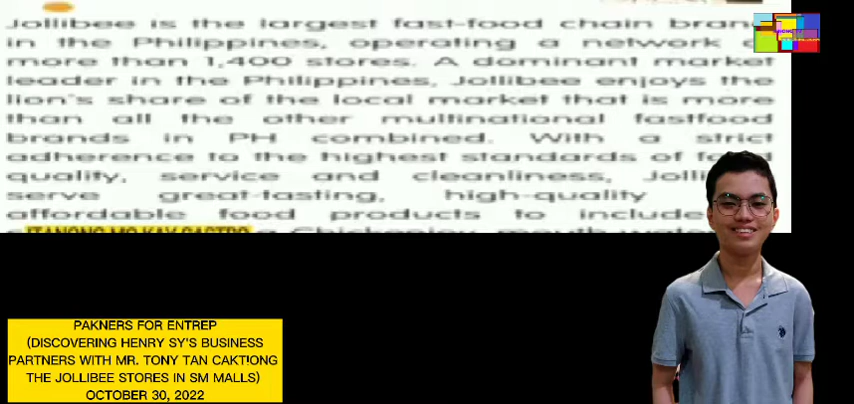 Jollibee is the largest fast-food chain brand
in the Philippines, operating a network
more than 1,400 stores. A dominant market
leader in the Philippines, Jollibee enjoys the
lion's share of the local market that is more
than all the other multinational fastfood
brands in PH combined. With a strict
adherence to the highest standards of
quality, service and cleanliness,
serve great-tasting, high-quality
affordable food products to include
ITANONG MO KAY CASTRO
PAKNERS FOR ENTREP
(DISCOVERING HENRY SY'S BUSINESS
PARTNERS WITH MR. TONY TAN CAKTIONG
THE JOLLIBEE STORES IN SM MALLS)
OCTOBER 30, 2022